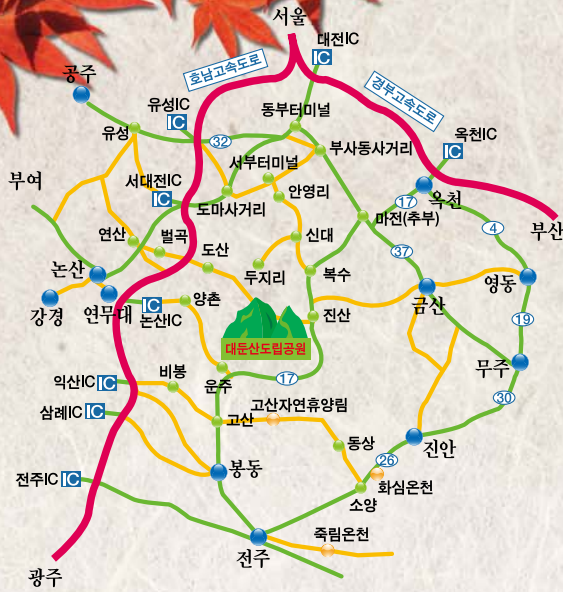 서울
대전IC
호남고속도로
경부고속도로
공주
유성IC
IC
동부터미널
유성
32
부사동사거리
옥천IC
IC
서부터미널
부여
서대전IC
IC
안영리
17
옥천
도마사거리
마전(추부)
부산
연산
벌곡
신대
4
도산
37
논산
두지리
복수
영동
강경
연무대
IC
논산IC
양촌
금산
진산
19
대둔산도립공원
무주
비봉
운주
17
익산IC
IC
30
고산자연휴양림
삼례IC
IC
고산
동상
진안
26
봉동
전주IC
IC
화심온천
소양
죽림온천
전주
광주
IC